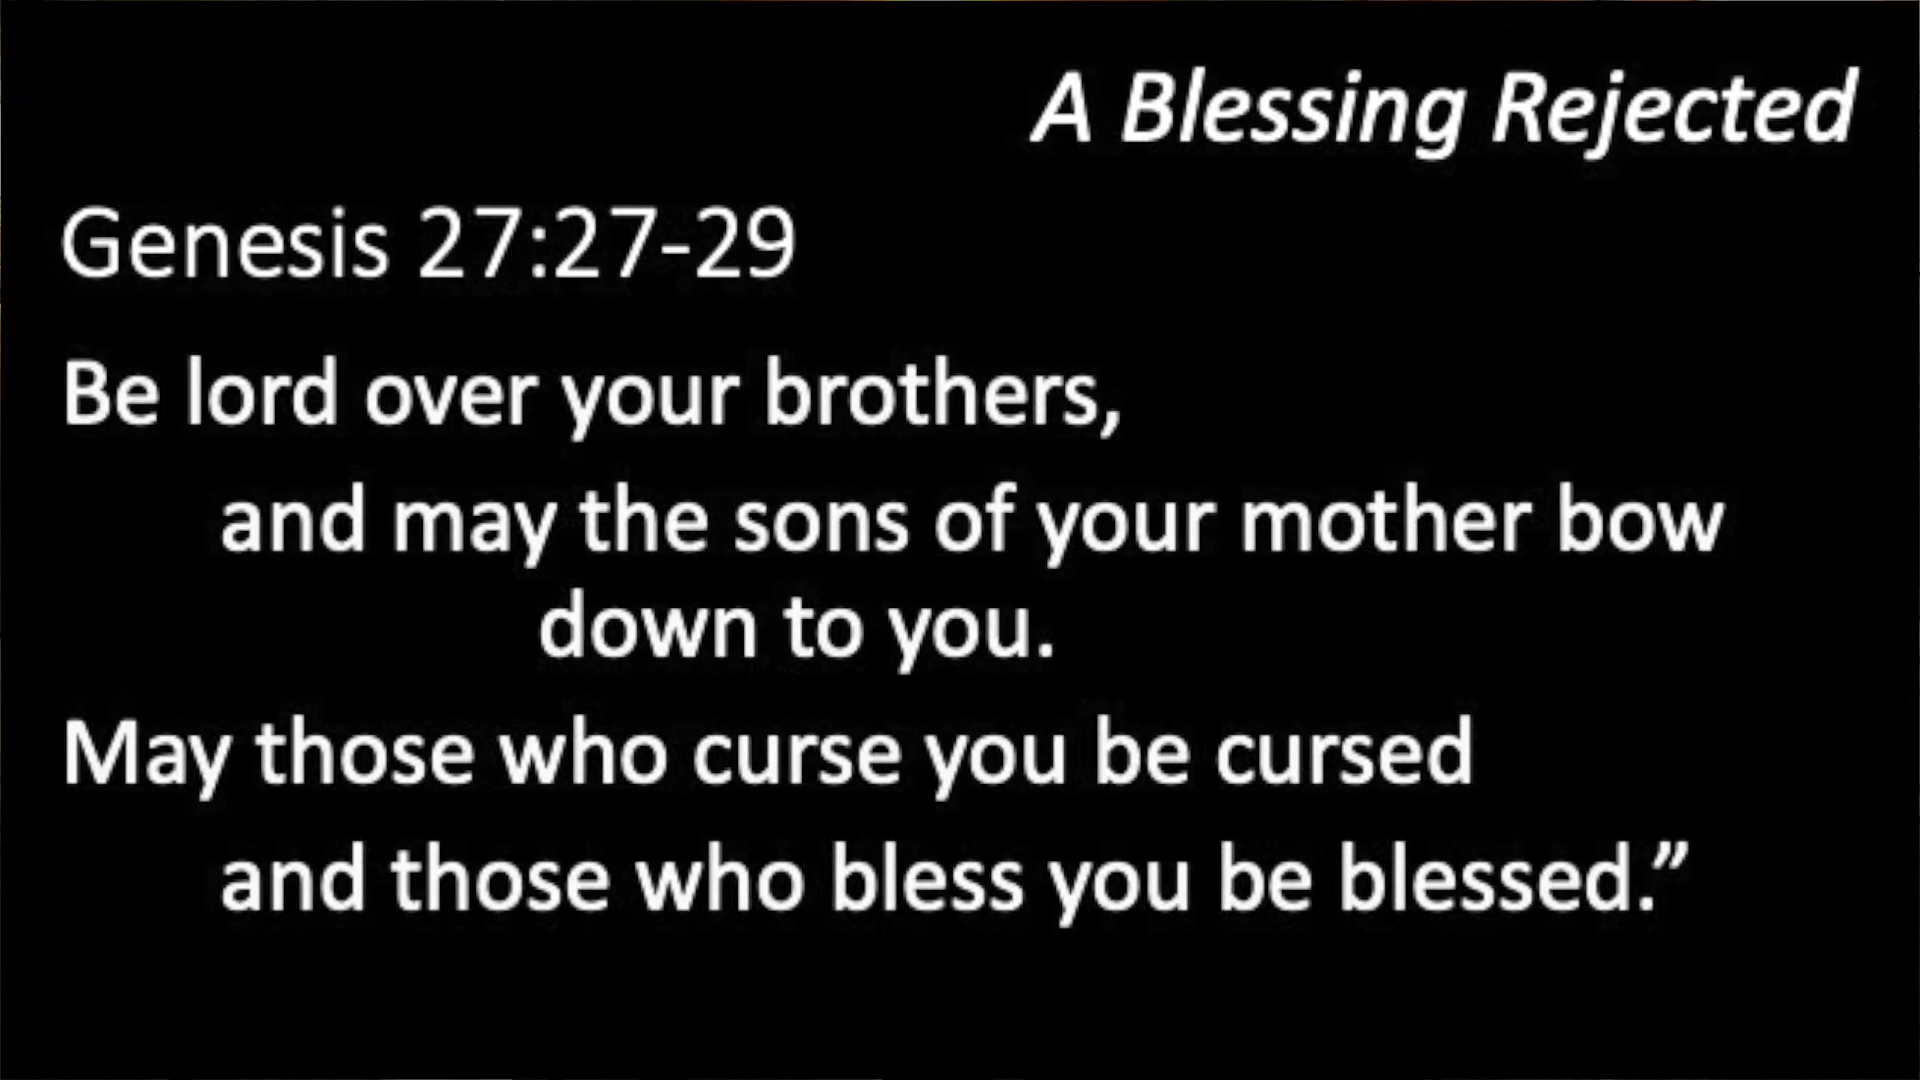 A Blessing Rejected
Genesis 27:27-29
Be lord over your brothers,
and may the sons of your mother bow
down to you.
May those who curse you be cursed
and those who bless you be blessed.”